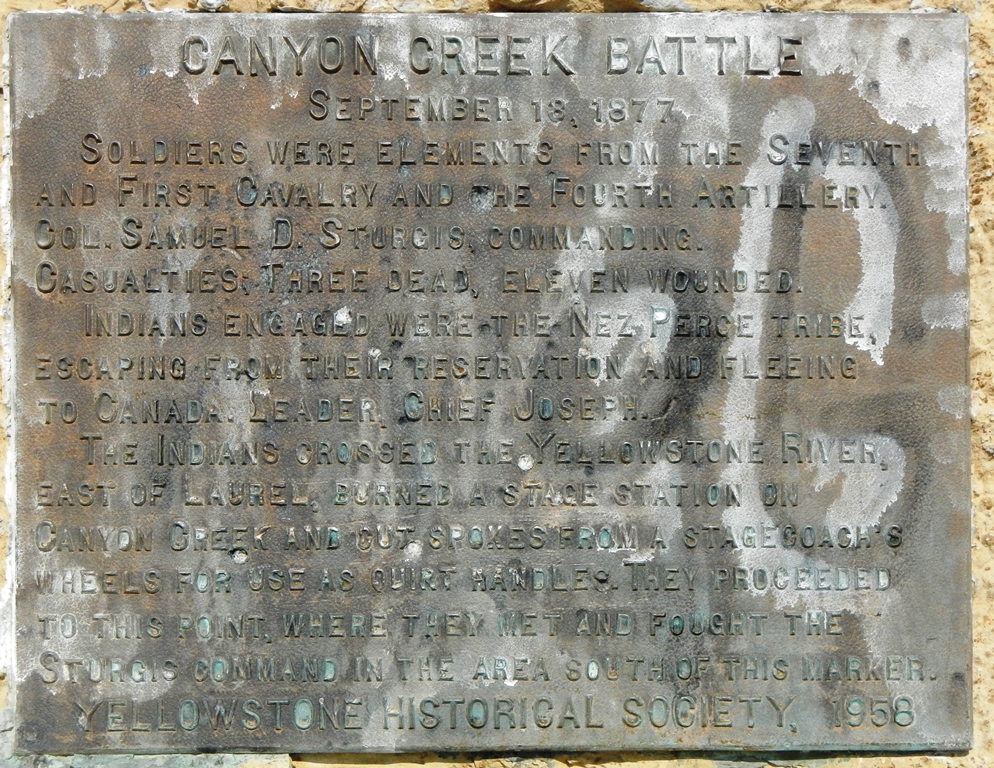 CANYON CREEK BATTLE
SEPTEMBER 13, 1877
SOLDIERS WERE ELEMENTS FROM THE SEVENTH
AND FIRST CAVALRY AND THE FOURTH ARTILLERY.
COL. SAMUEL D. STURGIS, COMMANDING.
CASUALTIES: THREE DEAD, ELEVEN WOUNDED.
INDIANS ENGAGED WERE THE NEZ PERCE TRIBE,
ESCAPING FROM THEIR RESERVATION AND FLEEING
TO CANADA. LEADER, CHIEF JOSEPH.
THE INDIANS CROSSED THE YELLOWSTONE RIVER,
EAST OF LAUREL, BURNED A STAGE STATION ON
CANYON CREEK AND CUT SPOKES FROM A STAGECOACH'S
WHEELS FOR USE AS QUIRT HANDLES. THEY PROCEEDED
TO THIS POINT, WHERE THEY MET AND FOUGHT THE
STURGIS COMMAND IN THE AREA SOUTH OF THIS MARKER.
YELLOWSTONE HISTORICAL SOCIETY, 1958